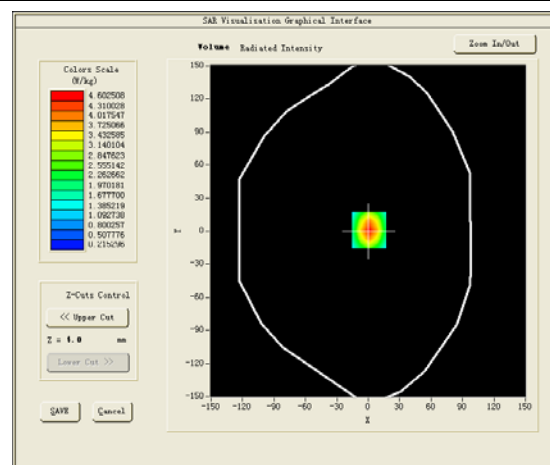 SAR Visualisation Graphical Interface
Volume Radiated Intensity
Zoom In/Out
Colors Scale
(W/kg)
4.602508
4.310028
4.017547
3.725066
3.432585
3.140104
2.847623
2.555142
2.262662
1.970181
1.677700
1.385219
1.092738
0.800257
0.507776
0.215296
150
120
90
60
30
0
-30
-60
-90
-120
-150
Y
-150 -120 -90 -60 -30 0 30 60 90 120 150
X
Z-Cuts Control
<< Upper Cut
Z = 4.0 mm
Lower Cut >>
SAVE
Cancel